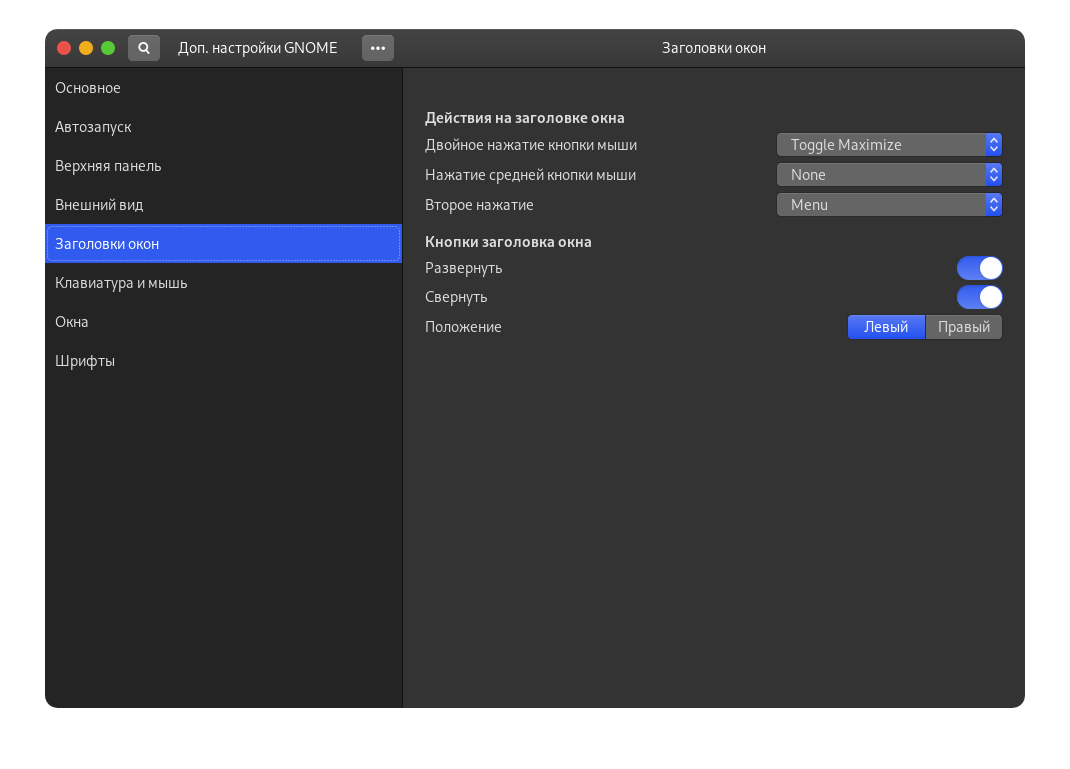 Доп. настройки GNOME
Заголовки окон
Основное
Автозапуск
Верхняя панель
Внешний вид
Заголовки окон
Клавиатура и мышь
Окна
Шрифты
Действия на заголовке окна
Двойное нажатие кнопки мыши Toggle Maximize
Нажатие средней кнопки мыши None
Второе нажатие Menu
Кнопки заголовка окна
Развернуть
Свернуть
Положение Левый Правый